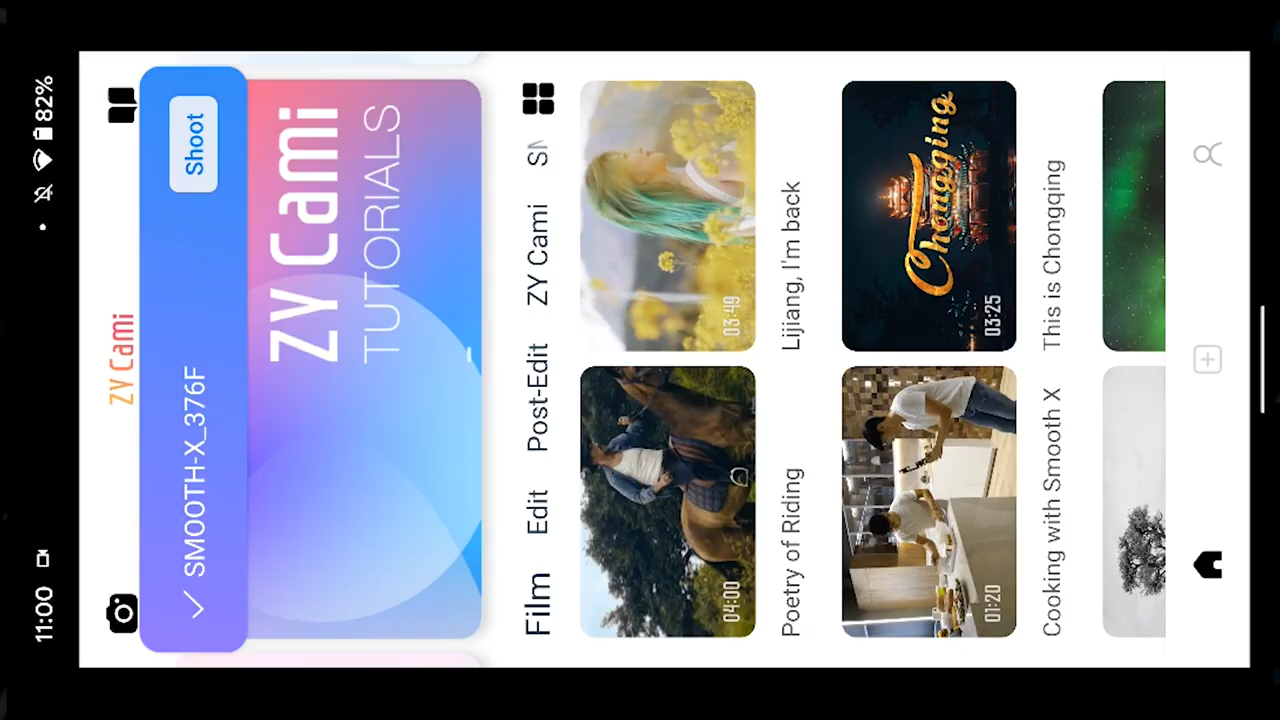 11:00
82%
ZY Cami
SMOOTH-X_376F
Shoot
ZY Cami
TUTORIALS
Film
Edit
Post-Edit
ZY Cami
04:00
03:49
Poetry of Riding
Lijiang, I'm back
01:20
Chongqing
03:25
Cooking with Smooth X
This is Chongqing